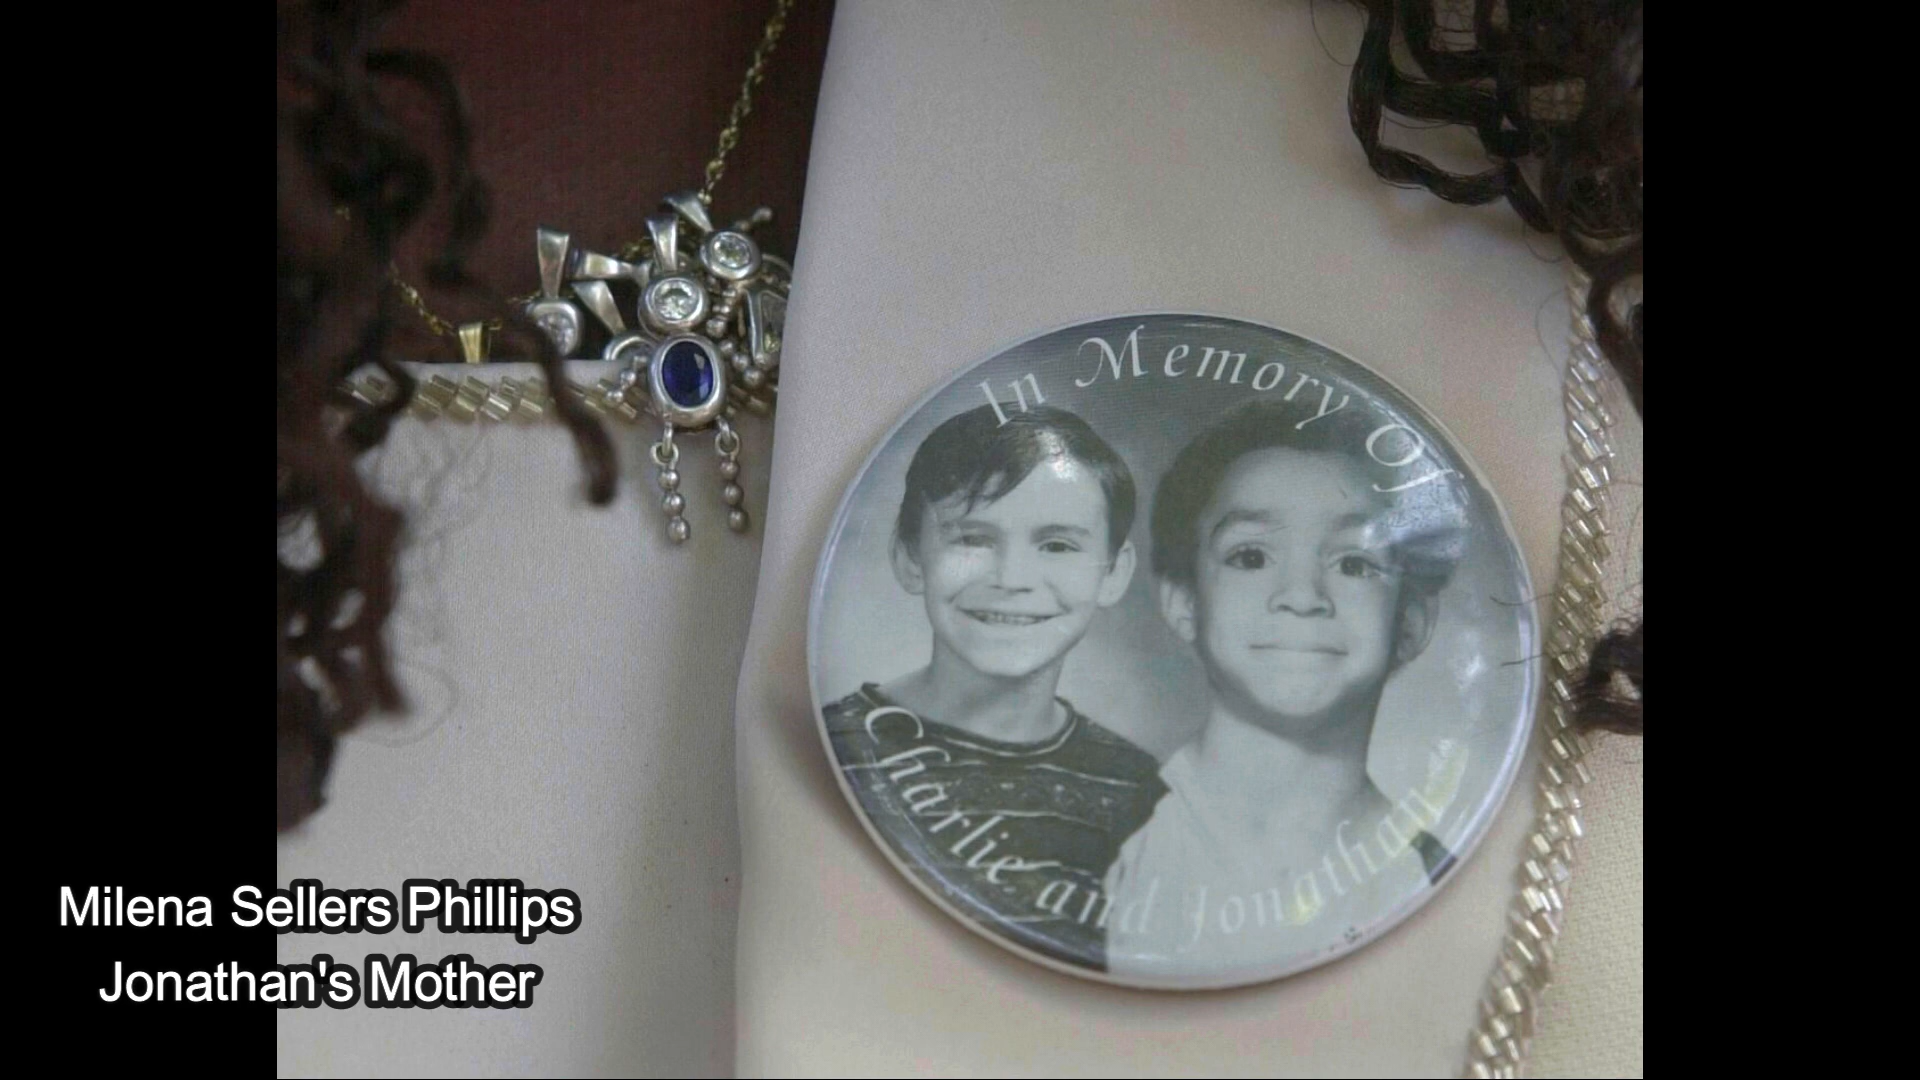 In Memory Of
Charlie and Jonathan
Milena Sellers Phillips
Jonathan's Mother